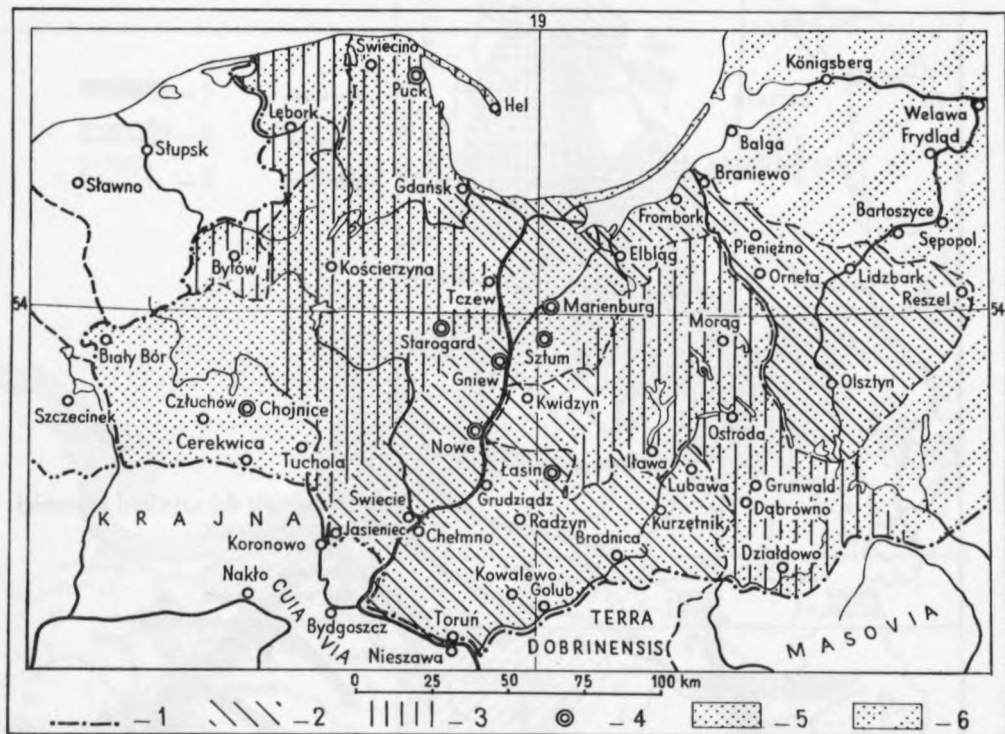 19
Świecino
Puck
Hel
Königsberg
Welawa
Frydląd
Lębork
Słupsk
Balga
Sławno
Gdańsk
Braniewo
Frombork
Bartoszyce
Pieniężno
Sępopol
Bytów
Kościerzyna
Elbląg
Orneta
Lidzbark
Tczew
Reszel
54
Marienburg
54
Starogard
Morąg
Biały Bór
Sztum
Gniew
Olsztyn
Szczecinek
Człuchów
Chojnice
Kwidzyn
Ostróda
Cerekwica
Nowe
Tuchola
Łasin
Iława
Lubawa
Grunwald
Świecie
Grudziądz
Dąbrówno
KRAJNA
Jasieniec
Chełmno
Radzyn
Kurzętnik
Koronowo
Brodnica
Działdowo
Nakło
CUIAVIA
Kowalewo
Golub
Bydgoszcz
Toruń
TERRA
MASOVIA
Nieszawa
DOBRINENSIS
0 25 50 75 100 km
- 1 - 2 - 3 - 4 - 5 - 6